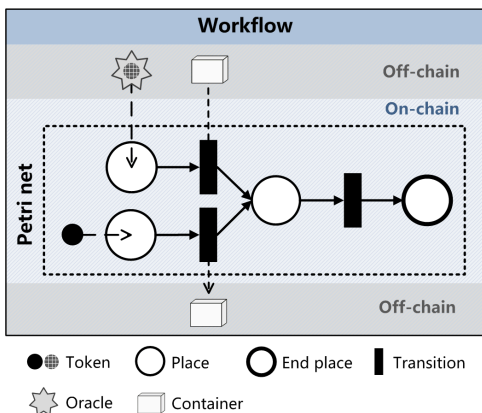 Workflow
Off-chain
On-chain
Petri net
Off-chain
Token Place End place Transition
Oracle Container